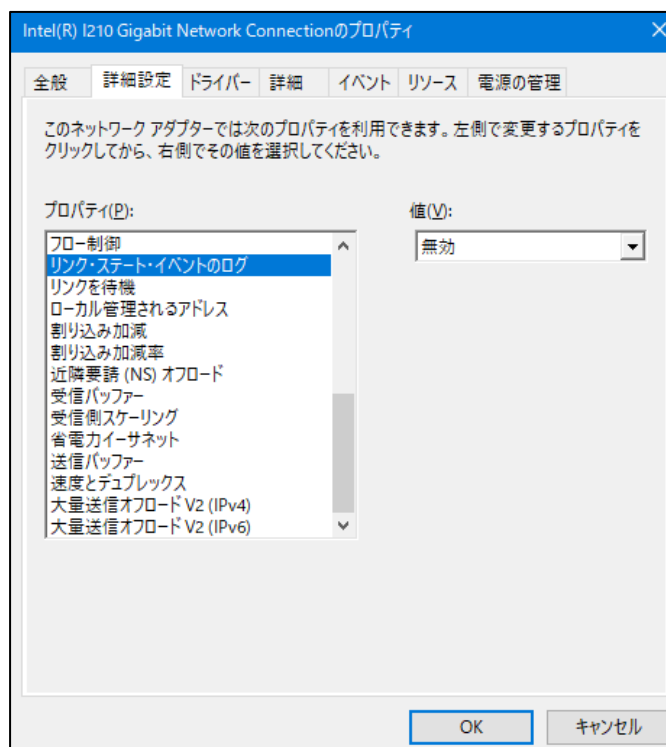 Intel(R) I210 Gigabit Network Connectionのプロパティ
全般 詳細設定 ドライバー 詳細 イベント リソース 電源の管理
このネットワーク アダプターでは次のプロパティを利用できます。左側で変更するプロパティを
クリックしてから、右側でその値を選択してください。
プロパティ(P):
フロー制御
リンク・ステート・イベントのログ
リンクを待機
ローカル管理されるアドレス
割り込み加減
割り込み加減率
近隣要請 (NS) オフロード
受信バッファー
受信側スケーリング
省電力イーサネット
送信バッファー
速度とデュプレックス
大量送信オフロード V2 (IPv4)
大量送信オフロード V2 (IPv6)
値(V):
無効
OK キャンセル